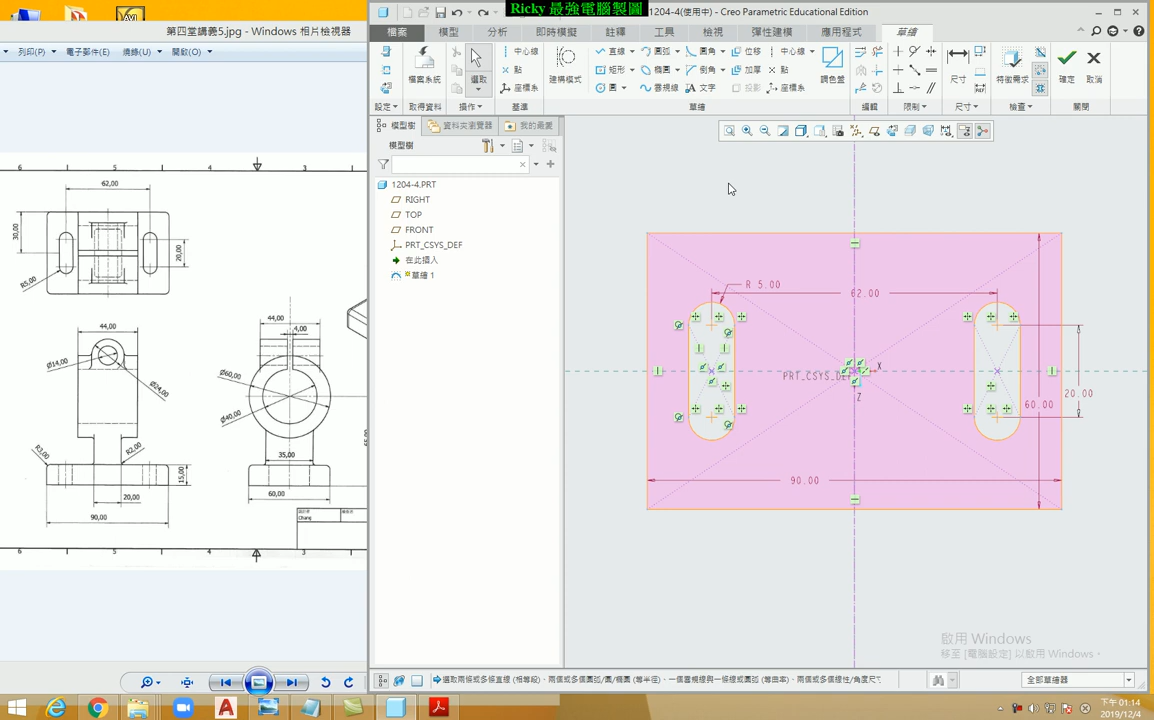 Ricky 最強電腦製圖
第四堂講義5.jpg - Windows 相片檢視器
列印(P) 電子郵件(E) 燒錄(U) 開啟(O)
6 5 4 3
62,00
30,00
20,00
R5,00
44,00
Ø14,00
Ø24,00
R3,00
R2,00
15,00
20,00
90,00
44,00
4,00
Ø60,00
Ø40,00
35,00
60,00
Chang
6 5 4 3
1204-4(使用中) - Creo Parametric Educational Edition
檔案 模型 分析 即時模擬 註釋 工具 檢視 彈性建模 應用程式 草繪
檔案系統 選取 中心線 點 座標系 建構模式
直線 圓弧 圓角 位移 中心線
矩形 橢圓 倒角 加厚 點
圓 雲規線 文字 投影 座標系
調色盤 尺寸 特徵需求 確定 取消
設定 取得資料 操作 基準 草繪 編輯 限制 尺寸 檢查 關閉
模型樹 資料夾瀏覽器 我的最愛
模型樹
1204-4.PRT
RIGHT
TOP
FRONT
PRT_CSYS_DEF
在此插入
草繪 1
R 5.00
62.00
PRT_CSYS_DEF
X
Z
20.00
60.00
90.00
啟用 Windows
移至 [電腦設定] 以啟用 Windows。
全部草繪器
下午 01:14
2019/12/4